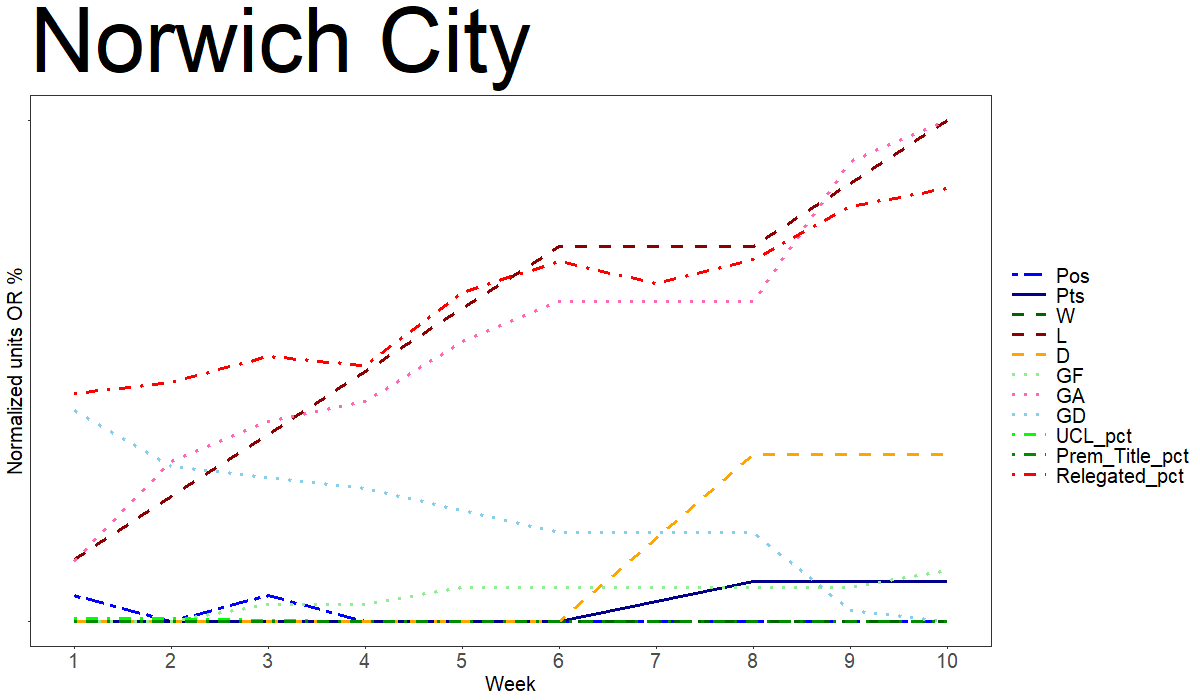 Norwich City
Normalized units OR %
1 2 3 4 5 6 7 8 9 10
Week
Pos
Pts
W
L
D
GF
GA
GD
UCL_pct
Prem_Title_pct
Relegated_pct